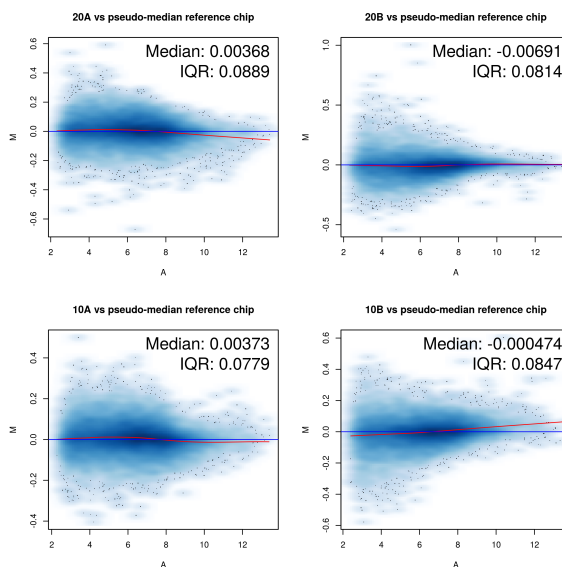 20A vs pseudo-median reference chip
Median: 0.00368
IQR: 0.0889
M
0.6
0.4
0.2
0.0
-0.2
-0.4
-0.6
2 4 6 8 10 12
A
20B vs pseudo-median reference chip
Median: -0.00691
IQR: 0.0814
M
1.0
0.5
0.0
-0.5
2 4 6 8 10 12
A
10A vs pseudo-median reference chip
Median: 0.00373
IQR: 0.0779
M
0.4
0.2
0.0
-0.2
-0.4
2 4 6 8 10 12
A
10B vs pseudo-median reference chip
Median: -0.000474
IQR: 0.0847
M
0.6
0.4
0.2
0.0
-0.2
-0.4
-0.6
2 4 6 8 10 12
A